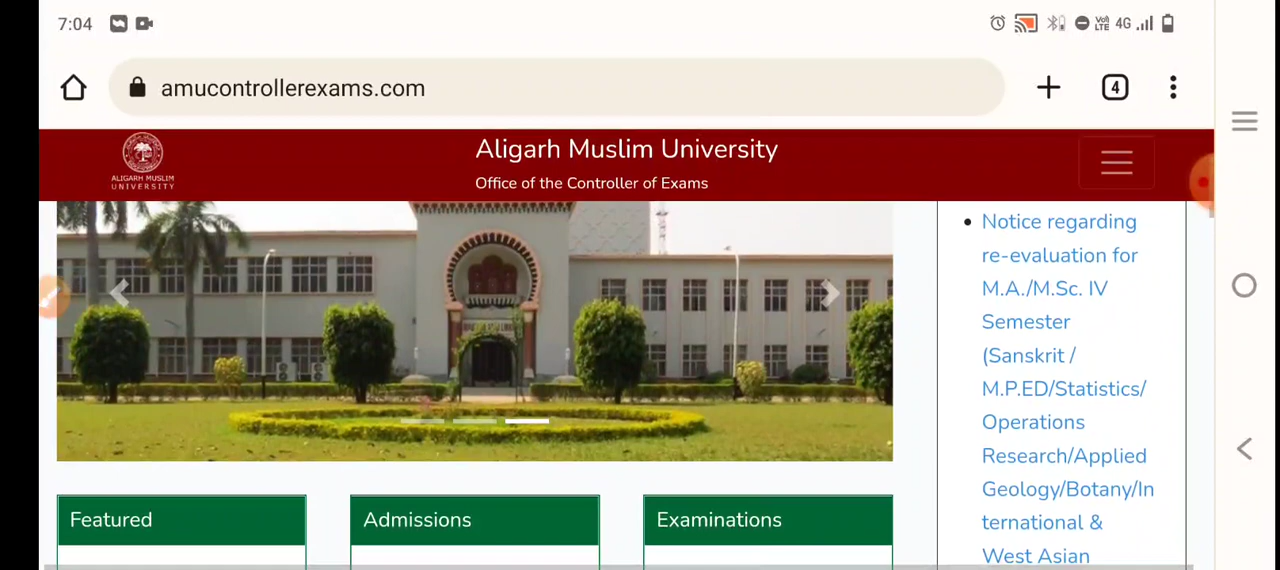 7:04
Vo)
LTE
4G
amucontrollerexams.com
4
ALIGARH MUSLIM
UNIVERSITY
Aligarh Muslim University
Office of the Controller of Exams
Notice regarding
re-evaluation for
M.A./M.Sc. IV
Semester
(Sanskrit /
M.P.ED/Statistics/
Operations
Research/Applied
Geology/Botany/In
ternational &
West Asian
Featured
Admissions
Examinations